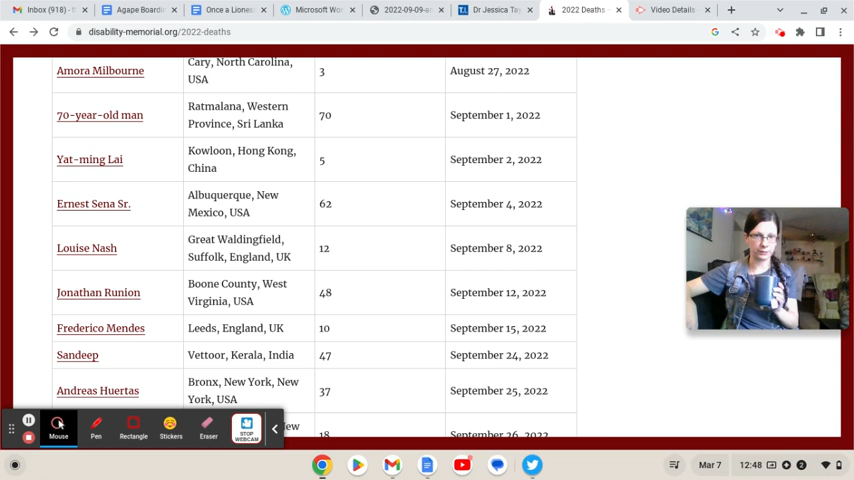 Inbox (918) - t
Agape Boardi
Once a Liones
Microsoft Wor
2022-09-09-a
Dr Jessica Tay
2022 Deaths –
Video Details
disability-memorial.org/2022-deaths
Amora Milbourne
Cary, North Carolina,
USA
3
August 27, 2022
70-year-old man
Ratmalana, Western
Province, Sri Lanka
70
September 1, 2022
Yat-ming Lai
Kowloon, Hong Kong,
China
5
September 2, 2022
Ernest Sena Sr.
Albuquerque, New
Mexico, USA
62
September 4, 2022
Louise Nash
Great Waldingfield,
Suffolk, England, UK
12
September 8, 2022
Jonathan Runion
Boone County, West
Virginia, USA
48
September 12, 2022
Frederico Mendes
Leeds, England, UK
10
September 15, 2022
Sandeep
Vettoor, Kerala, India
47
September 24, 2022
Andreas Huertas
Bronx, New York, New
York, USA
37
September 25, 2022
New
18
September 26, 2022
Mouse
Pen
Rectangle
Stickers
Eraser
STOP
WEBCAM
Mar 7
2
12:48